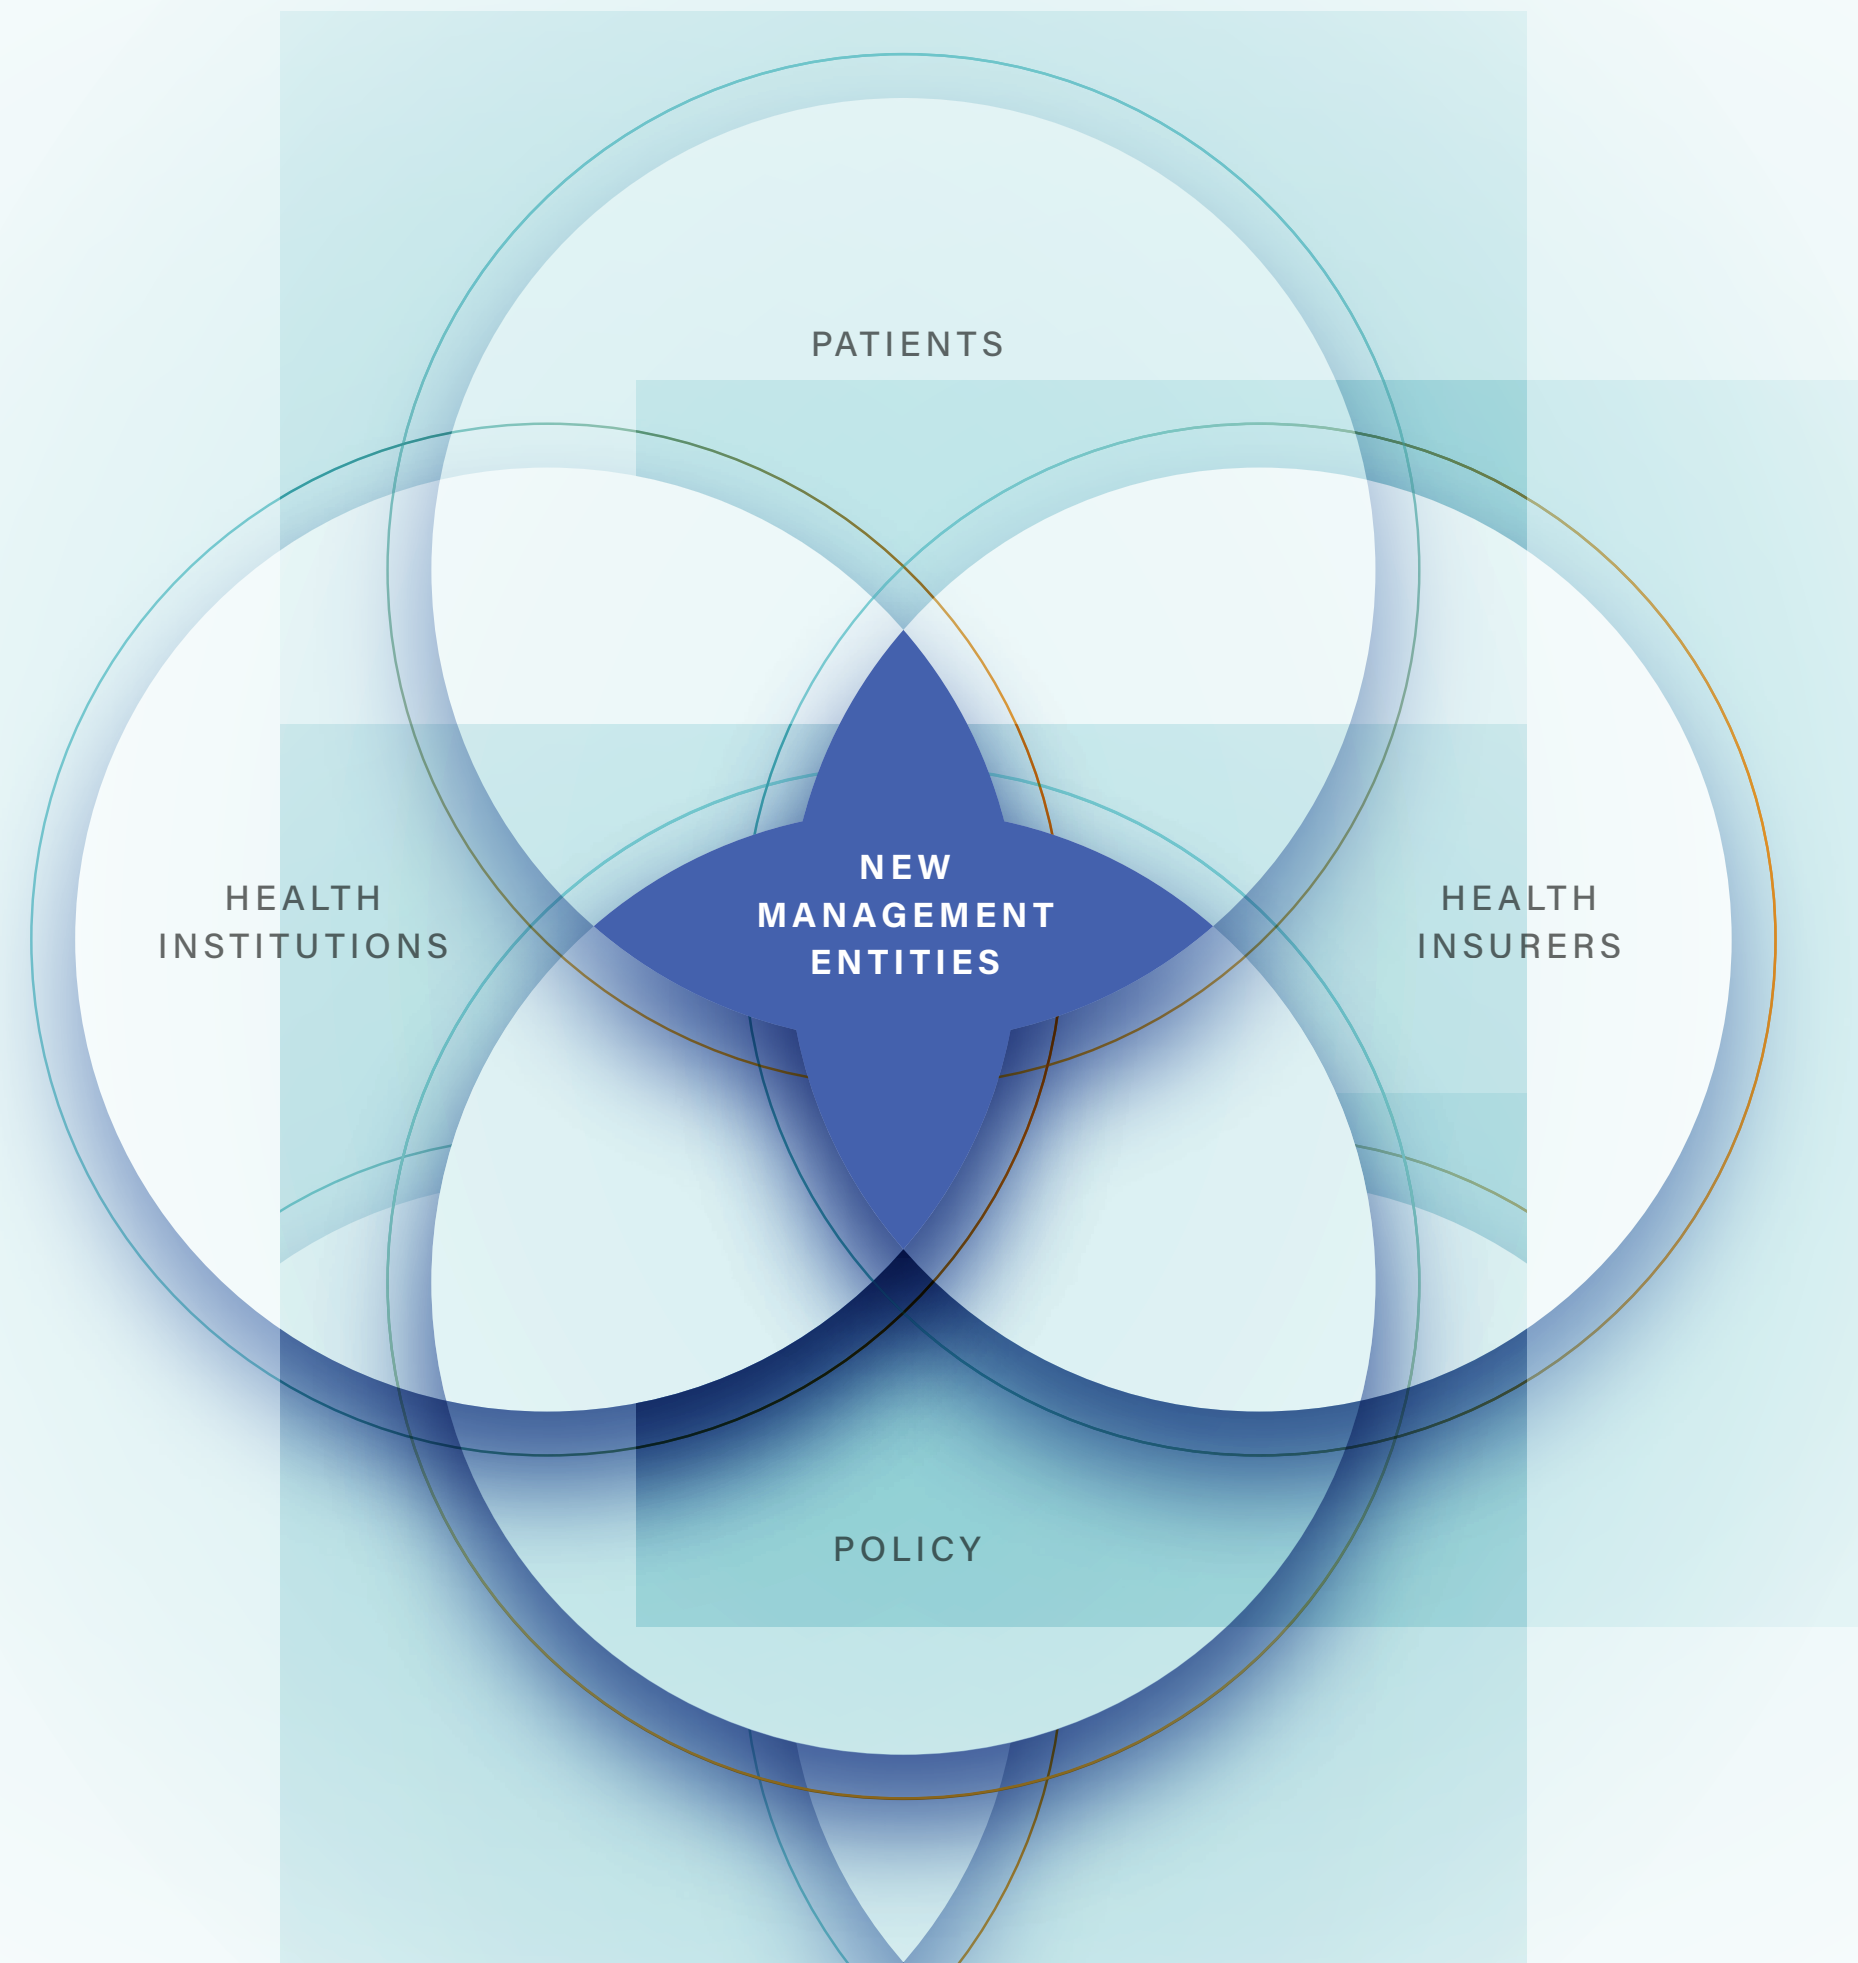 PATIENTS
HEALTH
INSTITUTIONS
NEW
MANAGEMENT
ENTITIES
HEALTH
INSURERS
POLICY